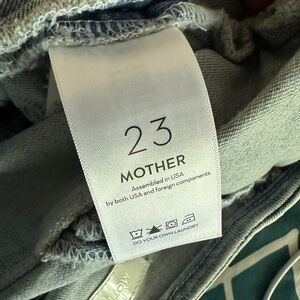 23
MOTHER
Assembled in USA
by both USA and foreign components
DO YOUR OWN LAUNDRY